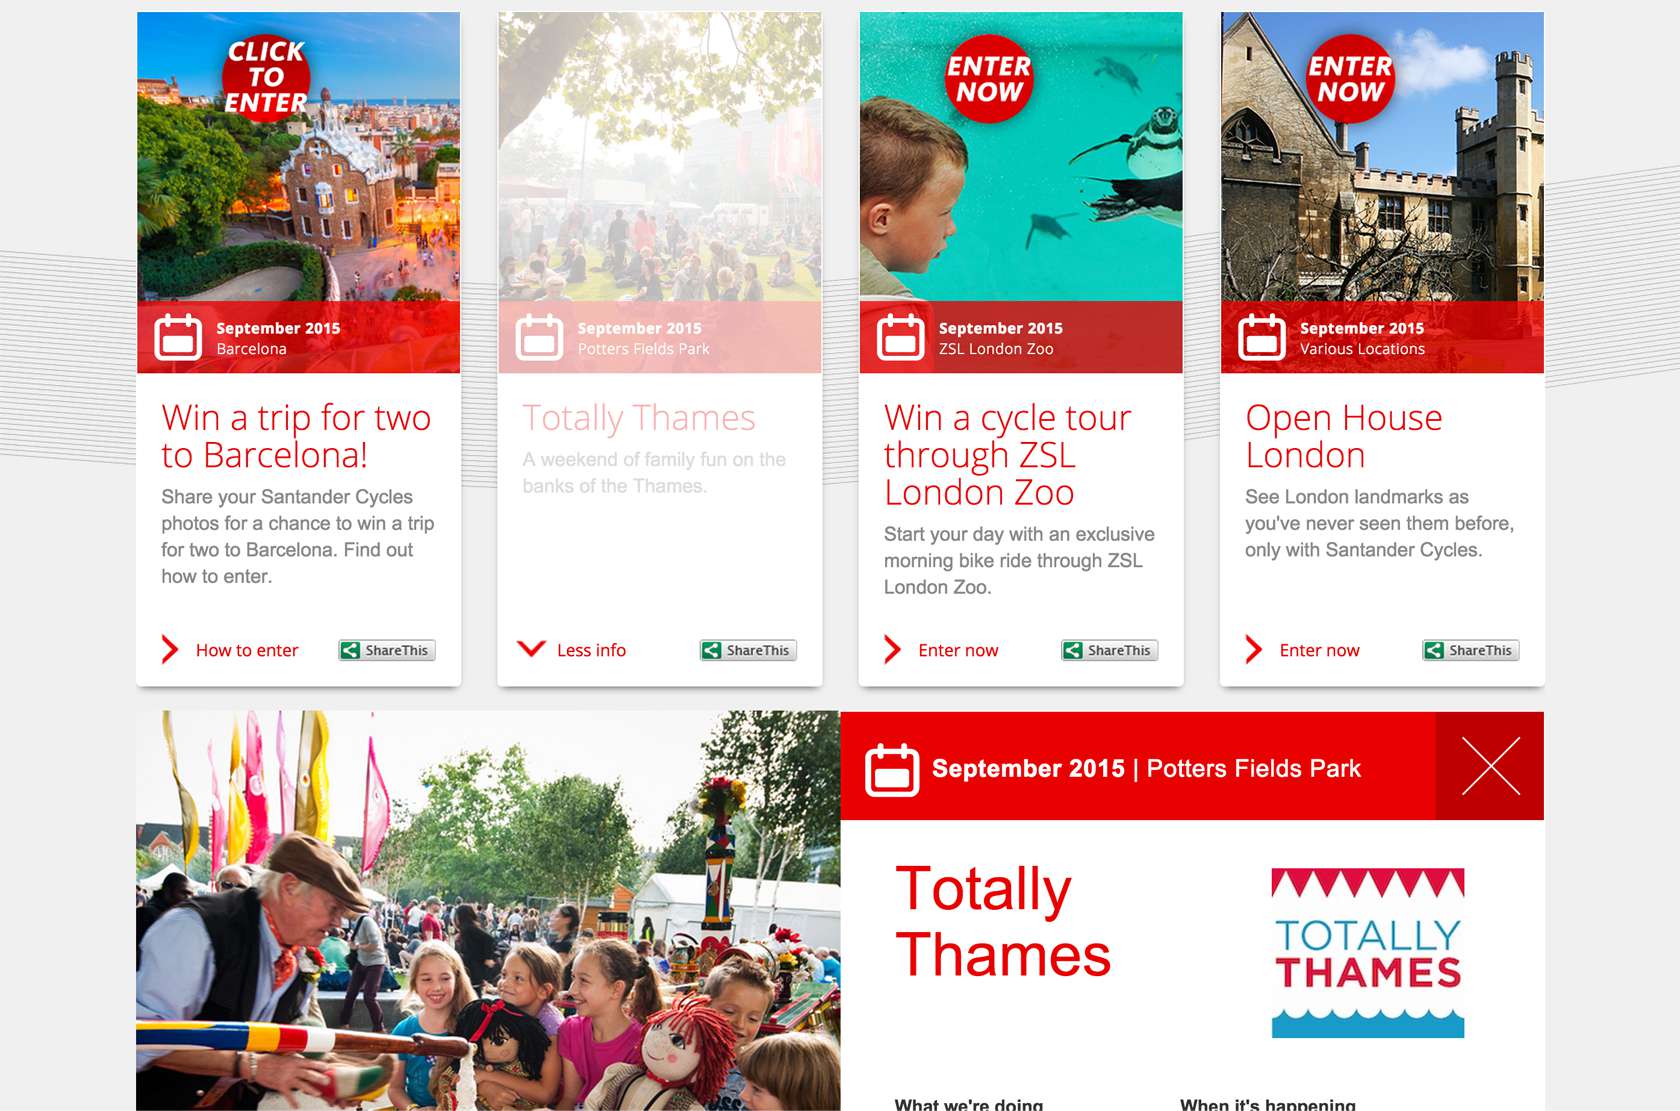 CLICK
TO
ENTER
September 2015
Barcelona
Win a trip for two
to Barcelona!
Share your Santander Cycles
photos for a chance to win a trip
for two to Barcelona. Find out
how to enter.
How to enter
ShareThis
September 2015
Potters Fields Park
Totally Thames
A weekend of family fun on the
banks of the Thames.
Less info
ShareThis
ENTER
NOW
September 2015
ZSL London Zoo
Win a cycle tour
through ZSL
London Zoo
Start your day with an exclusive
morning bike ride through ZSL
London Zoo.
Enter now
ShareThis
ENTER
NOW
September 2015
Various Locations
Open House
London
See London landmarks as
you've never seen them before,
only with Santander Cycles.
Enter now
ShareThis
September 2015 | Potters Fields Park
Totally
Thames
TOTALLY
THAMES
What we're doing
When it's happening